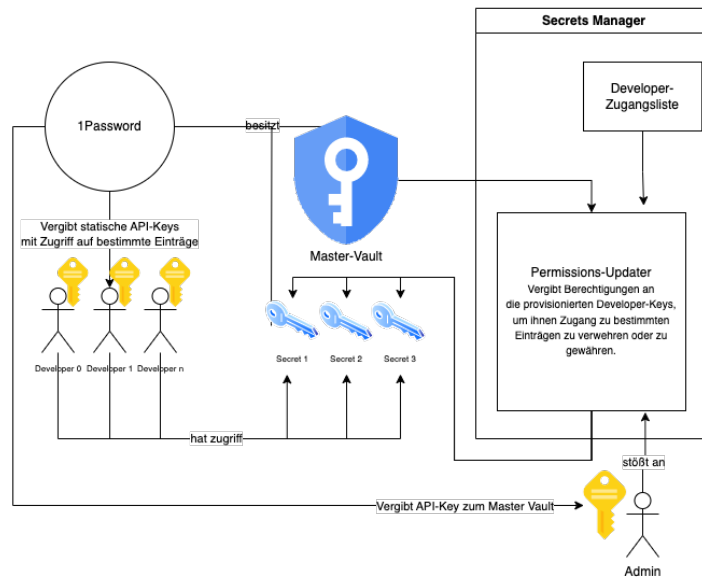 Secrets Manager
Developer-
Zugangsliste
1Password
besitzt
Master-Vault
Vergibt statische API-Keys
mit Zugriff auf bestimmte Einträge
Developer 0
Developer 1
Developer n
Secret 1
Secret 2
Secret 3
hat zugriff
Permissions-Updater
Vergibt Berechtigungen an
die provisionierten Developer-Keys,
um ihnen Zugang zu bestimmten
Einträgen zu verwehren oder zu
gewähren.
stößt an
Vergibt API-Key zum Master Vault
Admin